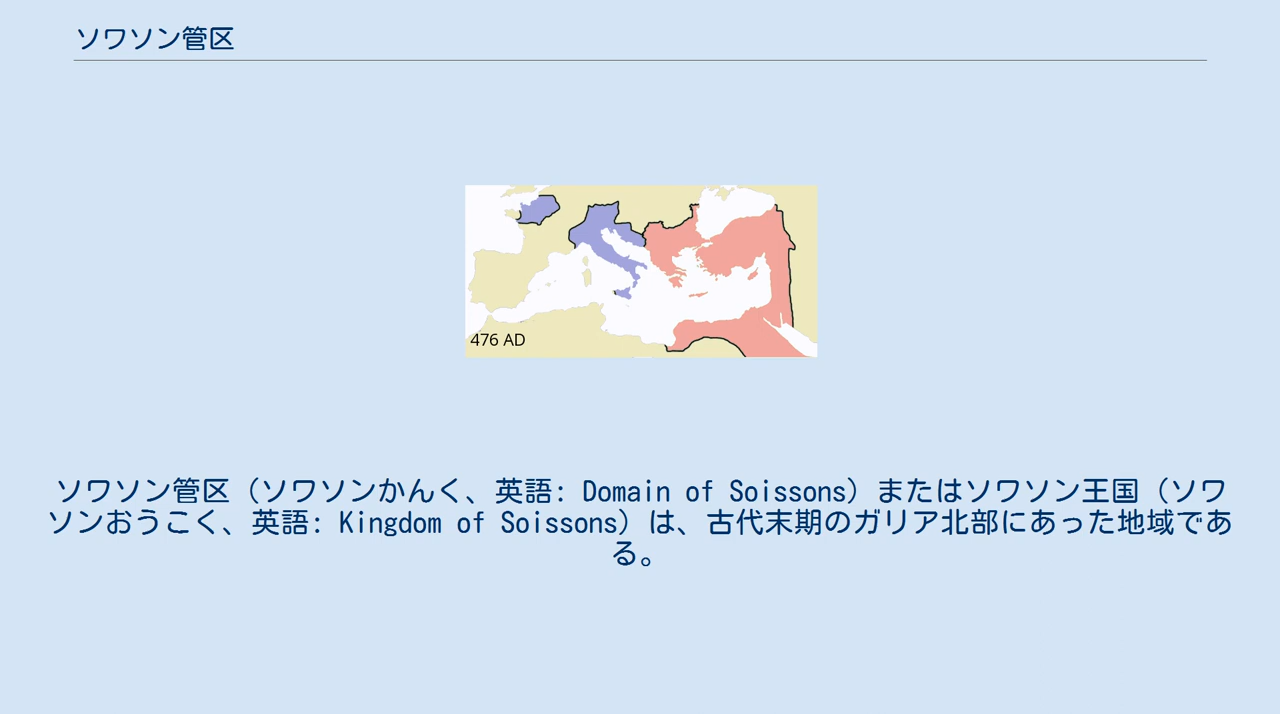 ソワソン管区
476 AD
ソワソン管区（ソワソンかんく、英語: Domain of Soissons）またはソワソン王国（ソワ
ソンおうこく、英語: Kingdom of Soissons）は、古代末期のガリア北部にあった地域であ
る。